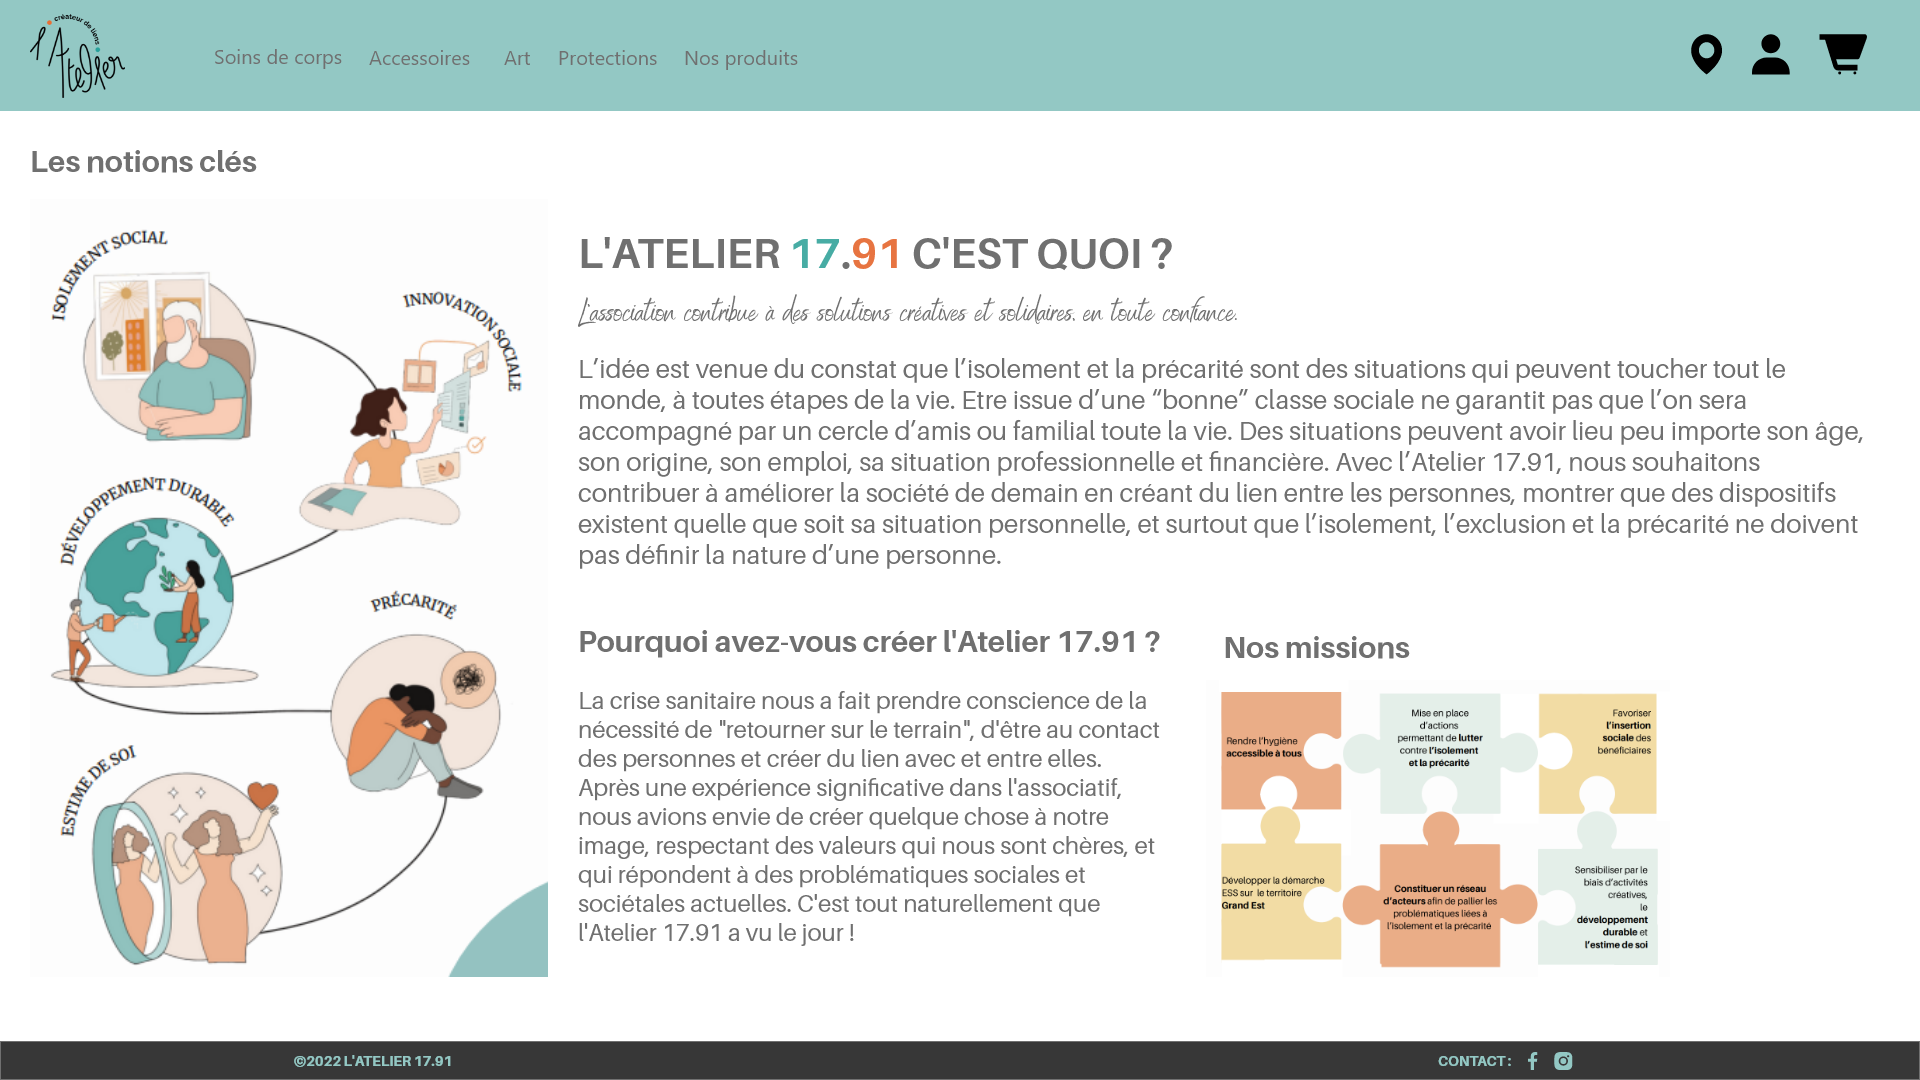 créateur de liens
l'Atelier
Soins de corps
Accessoires
Art
Protections
Nos produits
Les notions clés
ISOLEMENT SOCIAL
INNOVATION SOCIALE
DÉVELOPPEMENT DURABLE
PRÉCARITÉ
ESTIME DE SOI
L'ATELIER 17.91 C'EST QUOI ?
L'association contribue à des solutions créatives et solidaires, en toute confiance.
L’idée est venue du constat que l’isolement et la précarité sont des situations qui peuvent toucher tout le
monde, à toutes étapes de la vie. Etre issue d’une “bonne” classe sociale ne garantit pas que l’on sera
accompagné par un cercle d’amis ou familial toute la vie. Des situations peuvent avoir lieu peu importe son âge,
son origine, son emploi, sa situation professionnelle et financière. Avec l’Atelier 17.91, nous souhaitons
contribuer à améliorer la société de demain en créant du lien entre les personnes, montrer que des dispositifs
existent quelle que soit sa situation personnelle, et surtout que l’isolement, l’exclusion et la précarité ne doivent
pas définir la nature d’une personne.
Pourquoi avez-vous créer l'Atelier 17.91 ?
La crise sanitaire nous a fait prendre conscience de la
nécessité de "retourner sur le terrain", d'être au contact
des personnes et créer du lien avec et entre elles.
Après une expérience significative dans l'associatif,
nous avions envie de créer quelque chose à notre
image, respectant des valeurs qui nous sont chères, et
qui répondent à des problématiques sociales et
sociétales actuelles. C'est tout naturellement que
l'Atelier 17.91 a vu le jour !
Nos missions
Rendre l’hygiène
accessible à tous
Mise en place
d’actions
permettant de lutter
contre l’isolement
et la précarité
Favoriser
l’insertion
sociale des
bénéficiaires
Développer la démarche
ESS sur le territoire
Grand Est
Constituer un réseau
d’acteurs afin de pallier les
problématiques liées à
l’isolement et la précarité
Sensibiliser par le
biais d’activités
créatives,
le
développement
durable et
l’estime de soi
©2022 L'ATELIER 17.91
CONTACT :